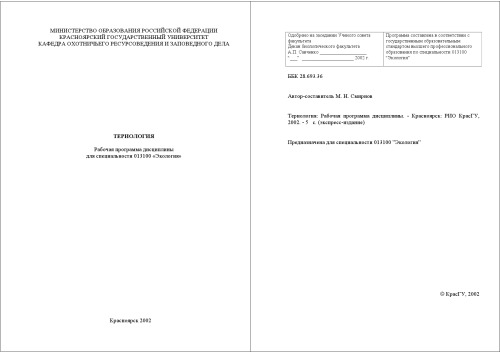 МИНИСТЕРСТВО ОБРАЗОВАНИЯ РОССИЙСКОЙ ФЕДЕРАЦИИ
КРАСНОЯРСКИЙ ГОСУДАРСТВЕННЫЙ УНИВЕРСИТЕТ
КАФЕДРА ОХОТНИЧЬЕГО РЕСУРСОВЕДЕНИЯ И ЗАПОВЕДНОГО ДЕЛА
ТЕРИОЛОГИЯ
Рабочая программа дисциплины
для специальности 013100 «Экология»
Красноярск 2002
Одобрено на заседании Ученого совета
факультета
Декан биологического факультета
А.П. Савченко ____________________
"___" ____________________ 2002 г.
Программа составлена в соответствии с
государственным образовательным
стандартом высшего профессионального
образования по специальности 013100
"Экология"
ББК 28.693.36
Автор-составитель М. Н. Смирнов
Териология: Рабочая программа дисциплины. - Красноярск: РИО КрасГУ,
2002. - 5 с. (экспресс-издание)
Предназначена для специальности 013100 "Экология"
© КрасГУ, 2002